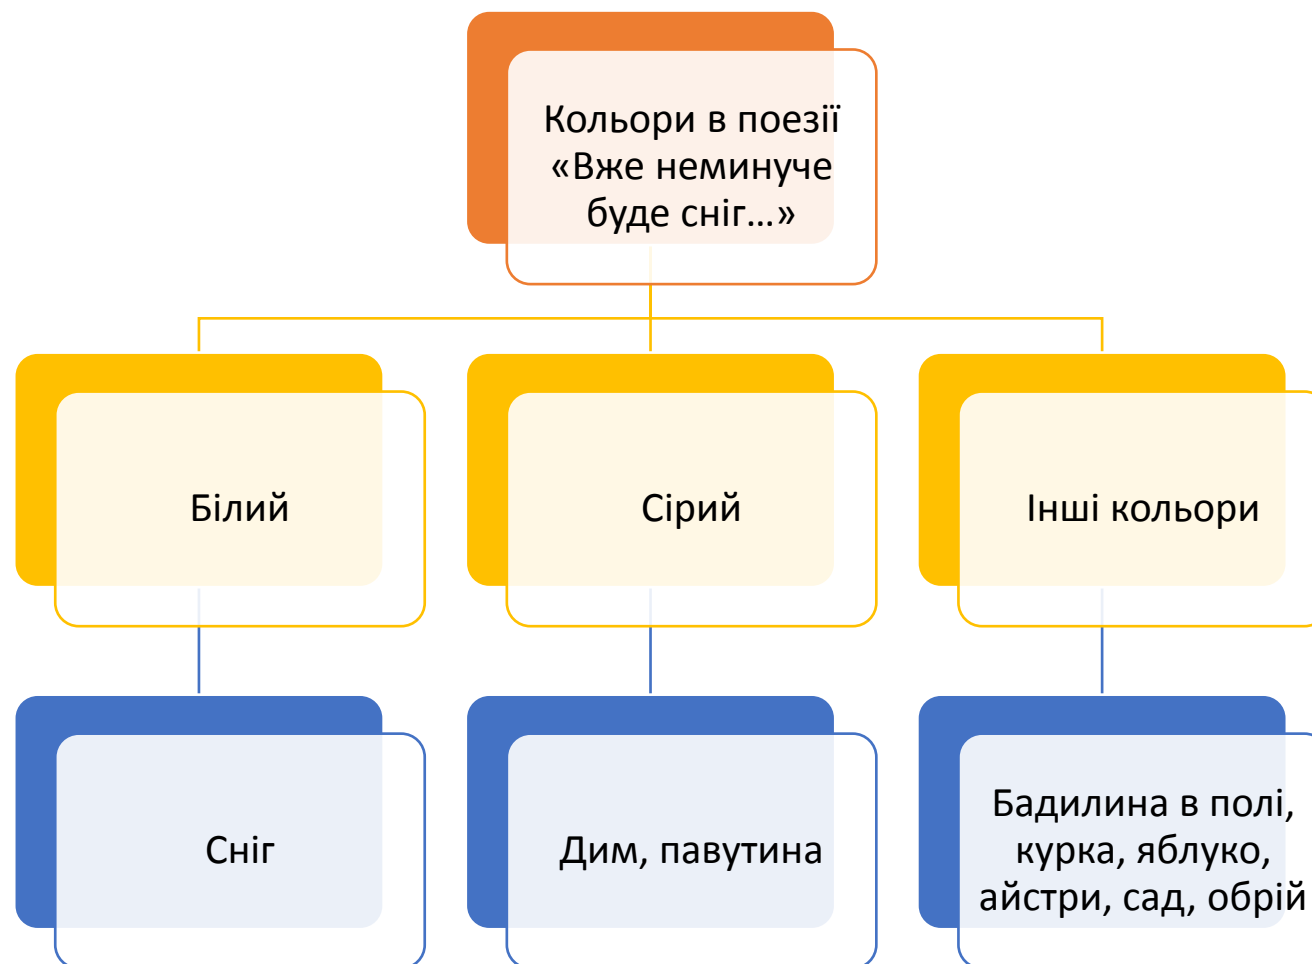 Кольори в поезії
«Вже неминуче
буде сніг…»
Білий
Сірий
Інші кольори
Сніг
Дим, павутина
Бадилина в полі,
курка, яблуко,
айстри, сад, обрій